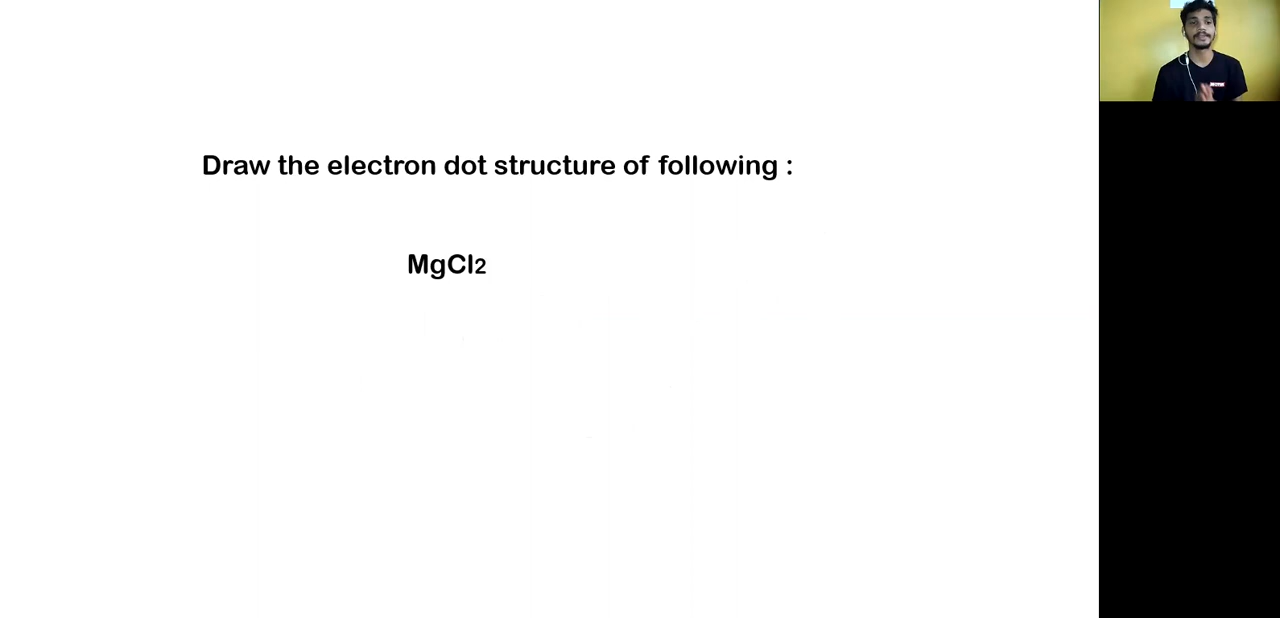 Draw the electron dot structure of following :
MgCl2